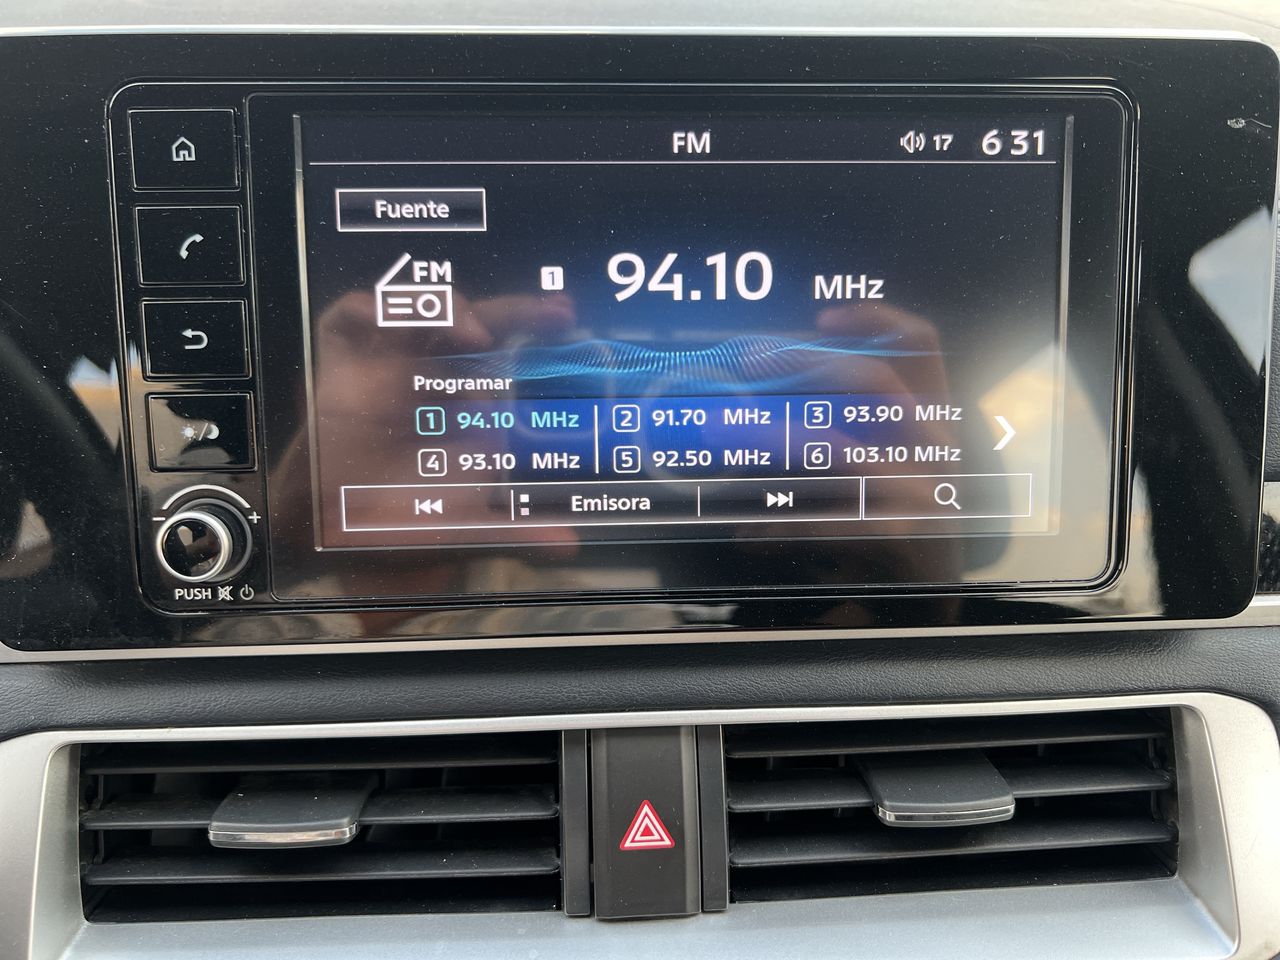 FM 17 6 31
Fuente
FM
1 94.10 MHz
Programar
1 94.10 MHz 2 91.70 MHz 3 93.90 MHz
4 93.10 MHz 5 92.50 MHz 6 103.10 MHz
Emisora
- +
PUSH